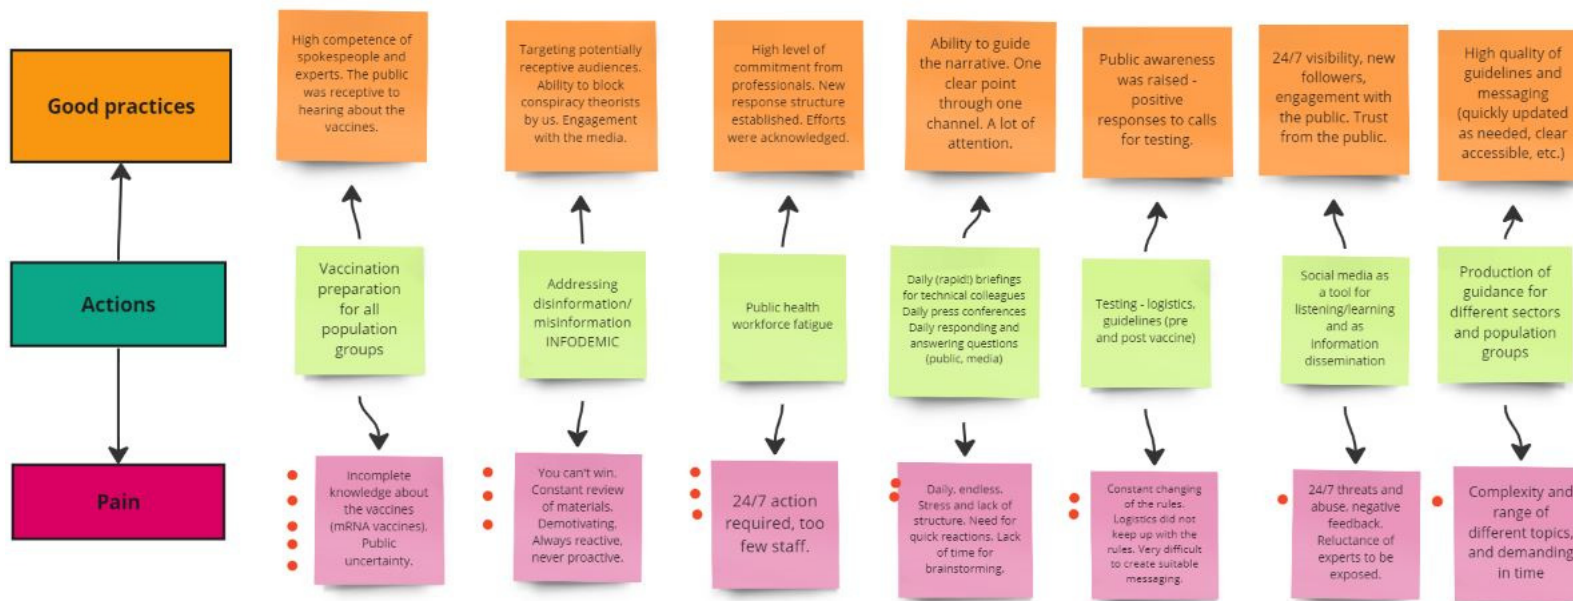 Good practices
High competence of
spokespeople and
experts. The public
was receptive to
hearing about the
vaccines.
Targeting potentially
receptive audiences.
Ability to block
conspiracy theorists
by us. Engagement
with the media.
High level of
commitment from
professionals. New
response structure
established. Efforts
were acknowledged.
Ability to guide
the narrative. One
clear point
through one
channel. A lot of
attention.
Public awareness
was raised -
positive
responses to calls
for testing.
24/7 visibility, new
followers,
engagement with
the public. Trust
from the public.
High quality of
guidelines and
messaging
(quickly updated
as needed, clear
accessible, etc.)
Actions
Vaccination
preparation
for all
population
groups
Addressing
disinformation/
misinformation
INFODEMIC
Public health
workforce fatigue
Daily (rapid!) briefings
for technical colleagues
Daily press conferences
Daily responding and
answering questions
(public, media)
Testing - logistics,
guidelines (pre
and post vaccine)
Social media as
a tool for
listening/learning
and as
information
dissemination
Production of
guidance for
different sectors
and population
groups
Pain
Incomplete
knowledge about
the vaccines
(mRNA vaccines).
Public
uncertainty.
You can't win.
Constant review
of materials.
Demotivating.
Always reactive,
never proactive.
24/7 action
required, too
few staff.
Daily, endless.
Stress and lack of
structure. Need for
quick reactions. Lack
of time for
brainstorming.
Constant changing
of the rules.
Logistics did not
keep up with the
rules. Very difficult
to create suitable
messaging.
24/7 threats and
abuse, negative
feedback.
Reluctance of
experts to be
exposed.
Complexity and
range of
different topics,
and demanding
in time